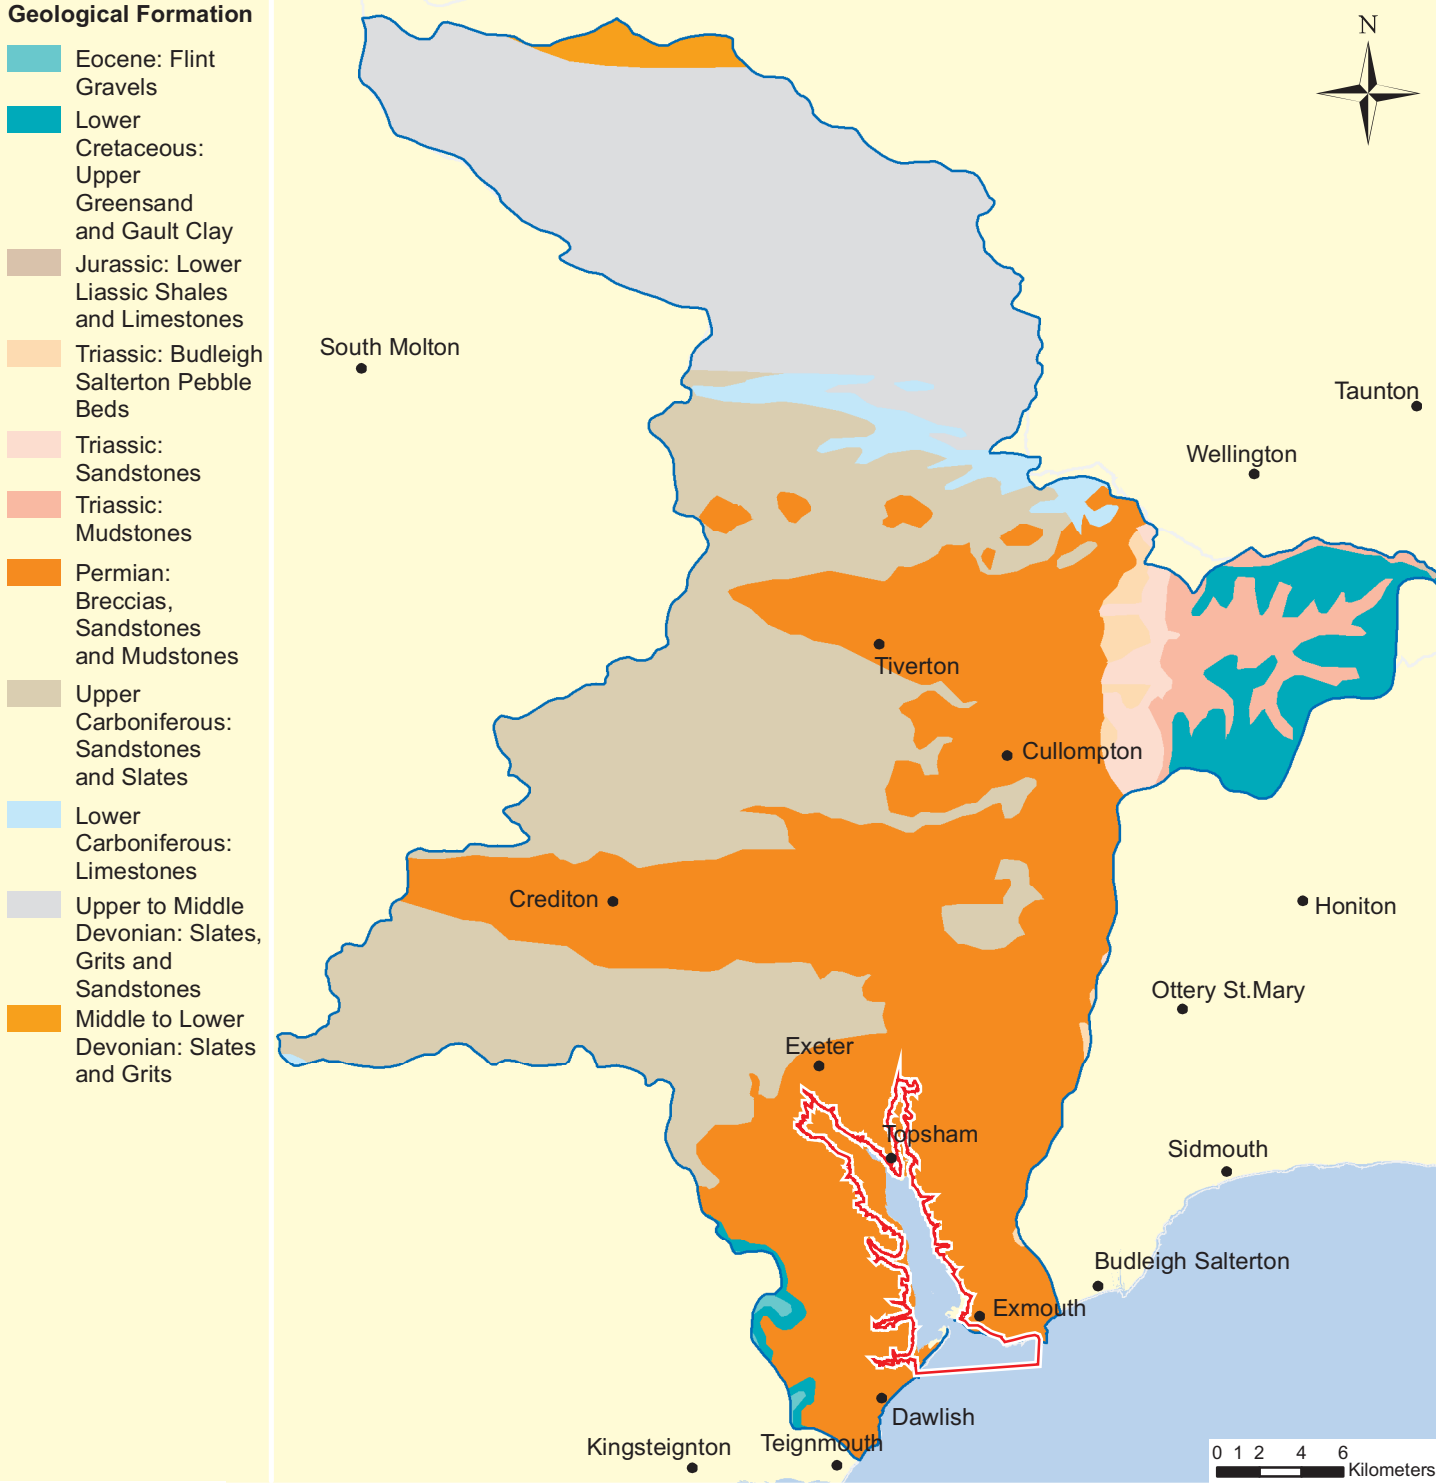 Geological Formation
Eocene: Flint
Gravels
Lower
Cretaceous:
Upper
Greensand
and Gault Clay
Jurassic: Lower
Liassic Shales
and Limestones
Triassic: Budleigh
Salterton Pebble
Beds
Triassic:
Sandstones
Triassic:
Mudstones
Permian:
Breccias,
Sandstones
and Mudstones
Upper
Carboniferous:
Sandstones
and Slates
Lower
Carboniferous:
Limestones
Upper to Middle
Devonian: Slates,
Grits and
Sandstones
Middle to Lower
Devonian: Slates
and Grits
N
South Molton
Taunton
Wellington
Tiverton
Cullompton
Crediton
Honiton
Ottery St.Mary
Exeter
Topsham
Sidmouth
Budleigh Salterton
Exmouth
Dawlish
Kingsteignton
Teignmouth
0 1 2 4 6
Kilometers